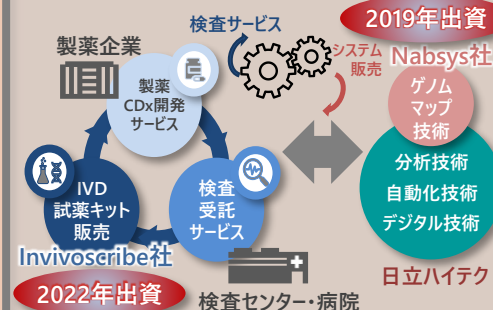 検査サービス
2019年出資
製薬企業
システム
販売
Nabsys社
製薬
CDx開発
サービス
ゲノム
マップ
技術
分析技術
自動化技術
デジタル技術
IVD
試薬キット
販売
検査
受託
サービス
Invivoscribe社
日立ハイテク
2022年出資
検査センター・病院